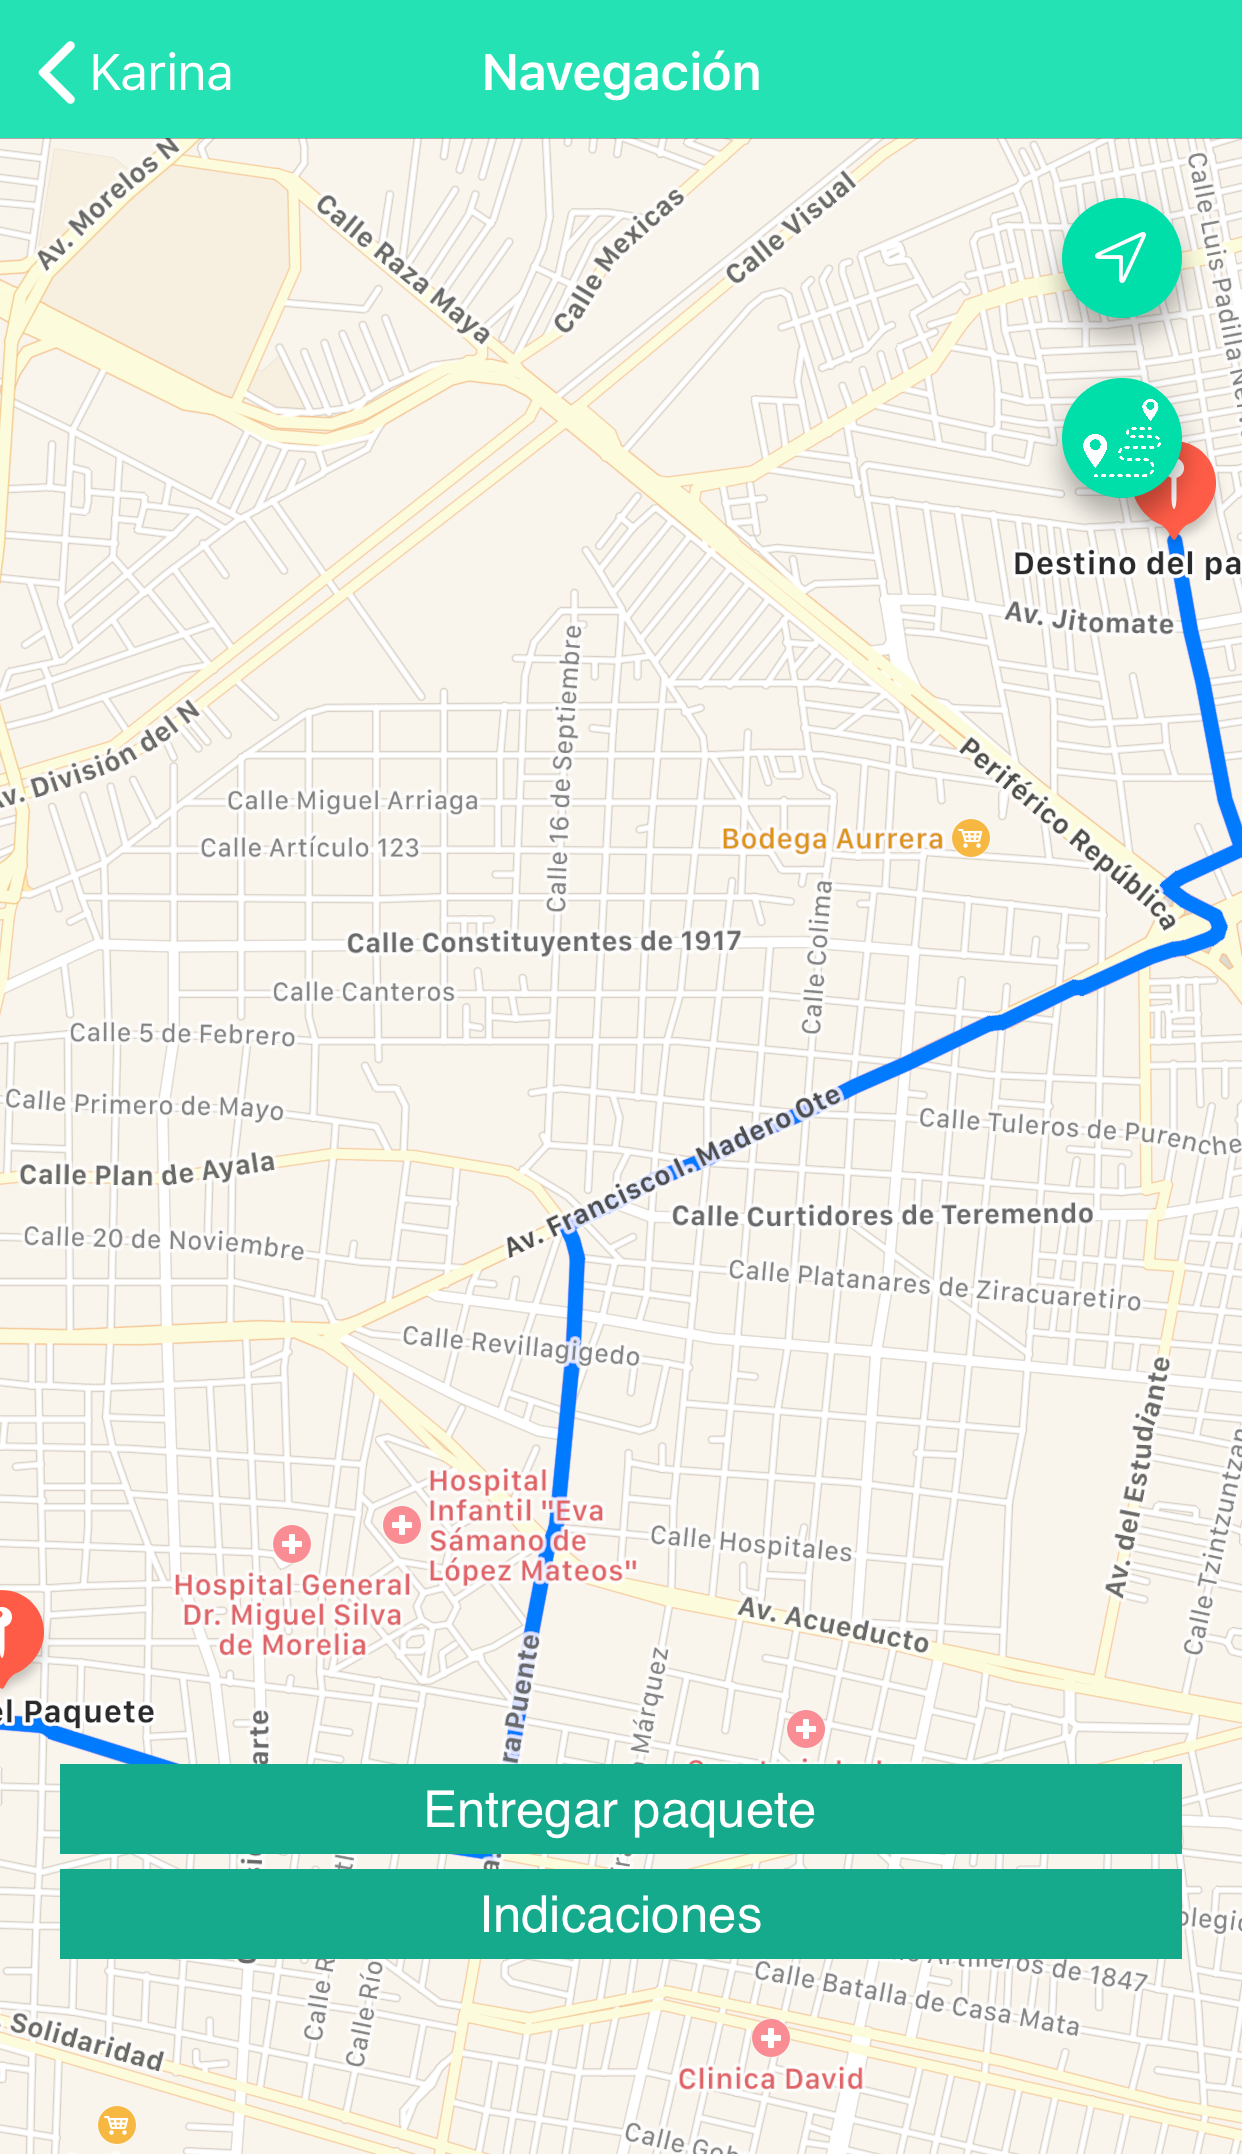 Karina
Navegación
Av. Morelos N
Calle Raza Maya
Calle Mexicas
Calle Visual
Calle Luis Padilla
Destino del pa
Av. Jitomate
Calle 16 de Septiembre
Av. División del N
Periférico República
Calle Miguel Arriaga
Calle Artículo 123
Bodega Aurrera
Calle Colima
Calle Constituyentes de 1917
Calle Canteros
Calle 5 de Febrero
Calle Primero de Mayo
Av. Francisco I. Madero Ote
Calle Tuleros de Purenche
Calle Plan de Ayala
Calle Curtidores de Teremendo
Calle 20 de Noviembre
Calle Platanares de Ziracuaretiro
Calle Revillagigedo
Av. del Estudiante
Calle Tzintzuntzan
Hospital
Infantil "Eva
Sámano de
López Mateos"
Calle Hospitales
Hospital General
Dr. Miguel Silva
de Morelia
Av. Acueducto
Márquez
Puente
el Paquete
Entregar paquete
Indicaciones
de 1847
Calle Batalla de Casa Mata
Calle R
Calle Río
Solidaridad
Clinica David
Calle Gob